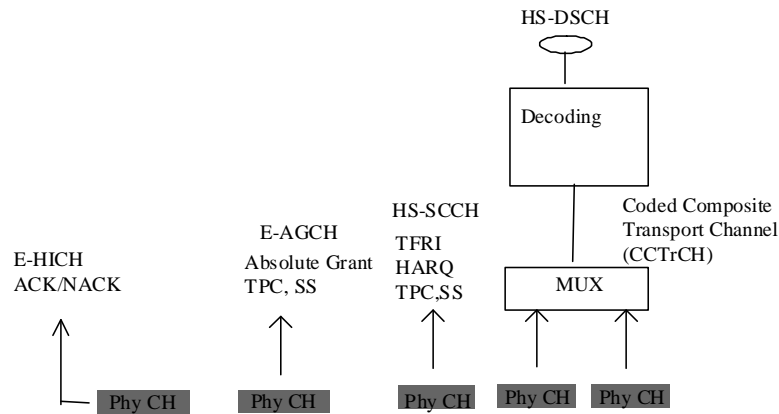 HS-DSCH
Decoding
Coded Composite
Transport Channel
(CCTrCH)
HS-SCCH
TFRI
HARQ
TPC,SS
E-AGCH
Absolute Grant
TPC, SS
E-HICH
ACK/NACK
MUX
Phy CH
Phy CH
Phy CH
Phy CH
Phy CH